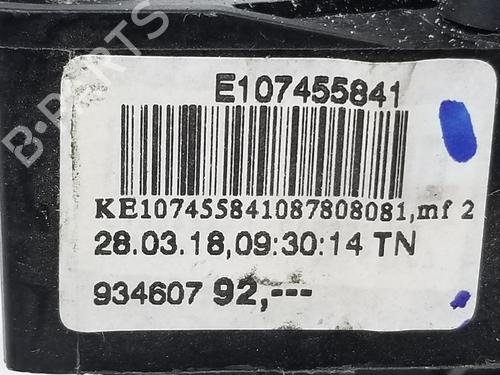 E107455841
KE107455841087808081,mf 2
28.03.18,09:30:14 TN
934607 92,---
B-PARTS